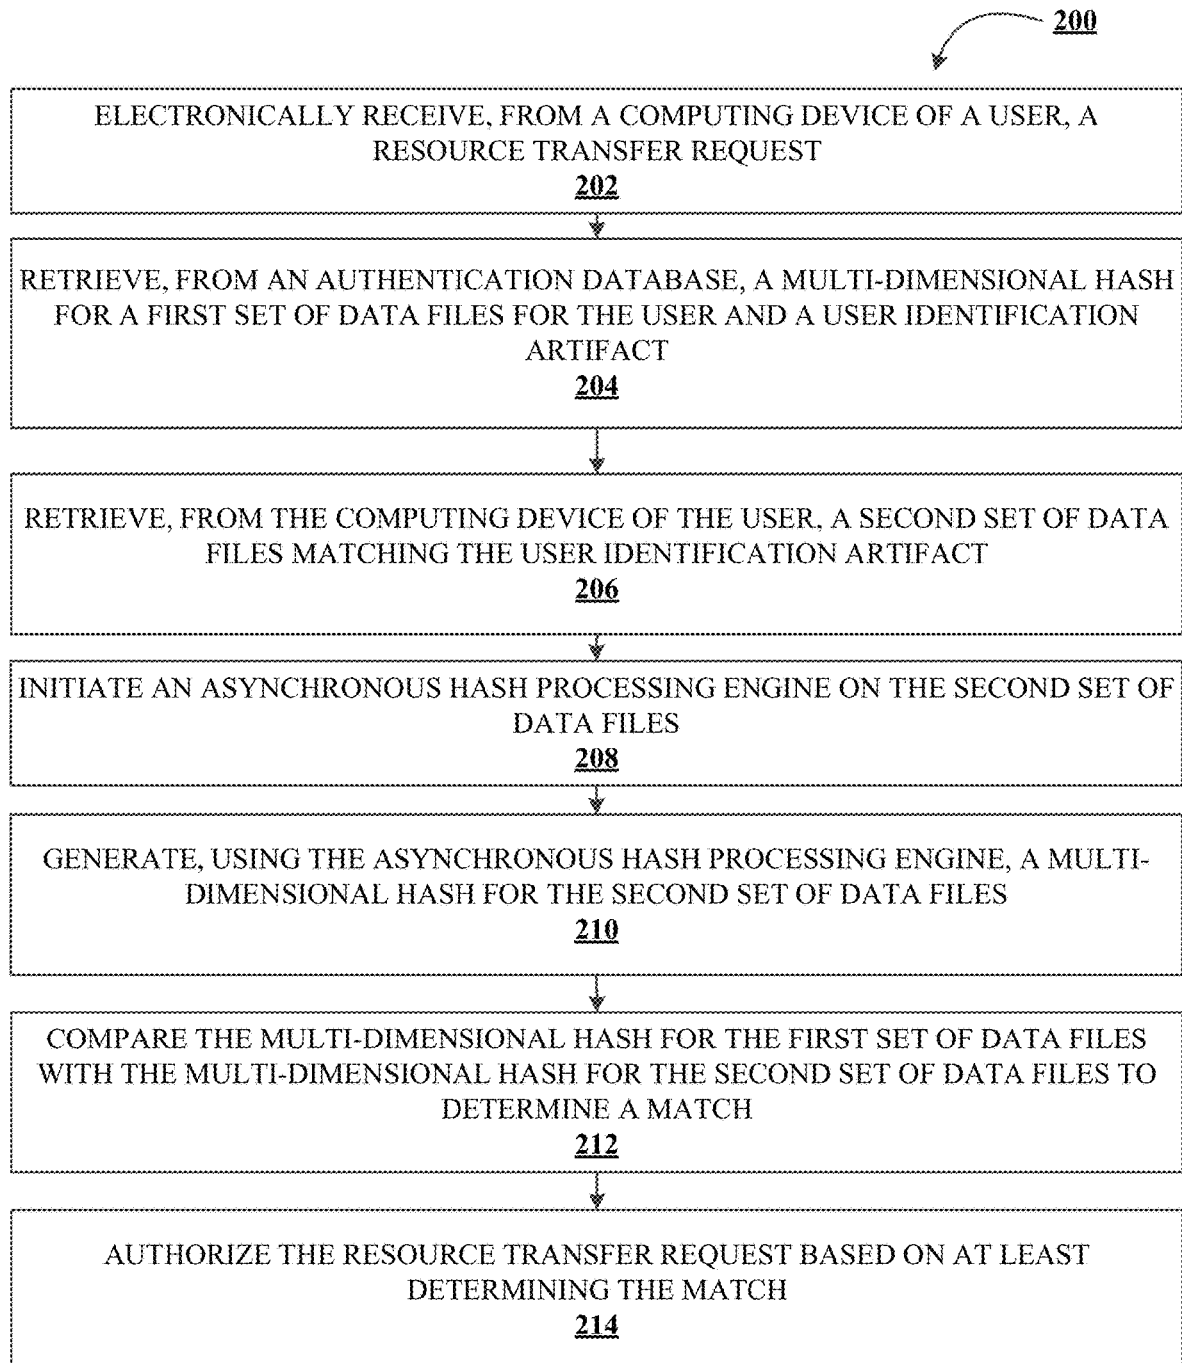 200
ELECTRONICALLY RECEIVE, FROM A COMPUTING DEVICE OF A USER, A
RESOURCE TRANSFER REQUEST
202
RETRIEVE, FROM AN AUTHENTICATION DATABASE, A MULTI-DIMENSIONAL HASH
FOR A FIRST SET OF DATA FILES FOR THE USER AND A USER IDENTIFICATION
ARTIFACT
204
RETRIEVE, FROM THE COMPUTING DEVICE OF THE USER, A SECOND SET OF DATA
FILES MATCHING THE USER IDENTIFICATION ARTIFACT
206
INITIATE AN ASYNCHRONOUS HASH PROCESSING ENGINE ON THE SECOND SET OF
DATA FILES
208
GENERATE, USING THE ASYNCHRONOUS HASH PROCESSING ENGINE, A MULTI-
DIMENSIONAL HASH FOR THE SECOND SET OF DATA FILES
210
COMPARE THE MULTI-DIMENSIONAL HASH FOR THE FIRST SET OF DATA FILES
WITH THE MULTI-DIMENSIONAL HASH FOR THE SECOND SET OF DATA FILES TO
DETERMINE A MATCH
212
AUTHORIZE THE RESOURCE TRANSFER REQUEST BASED ON AT LEAST
DETERMINING THE MATCH
214